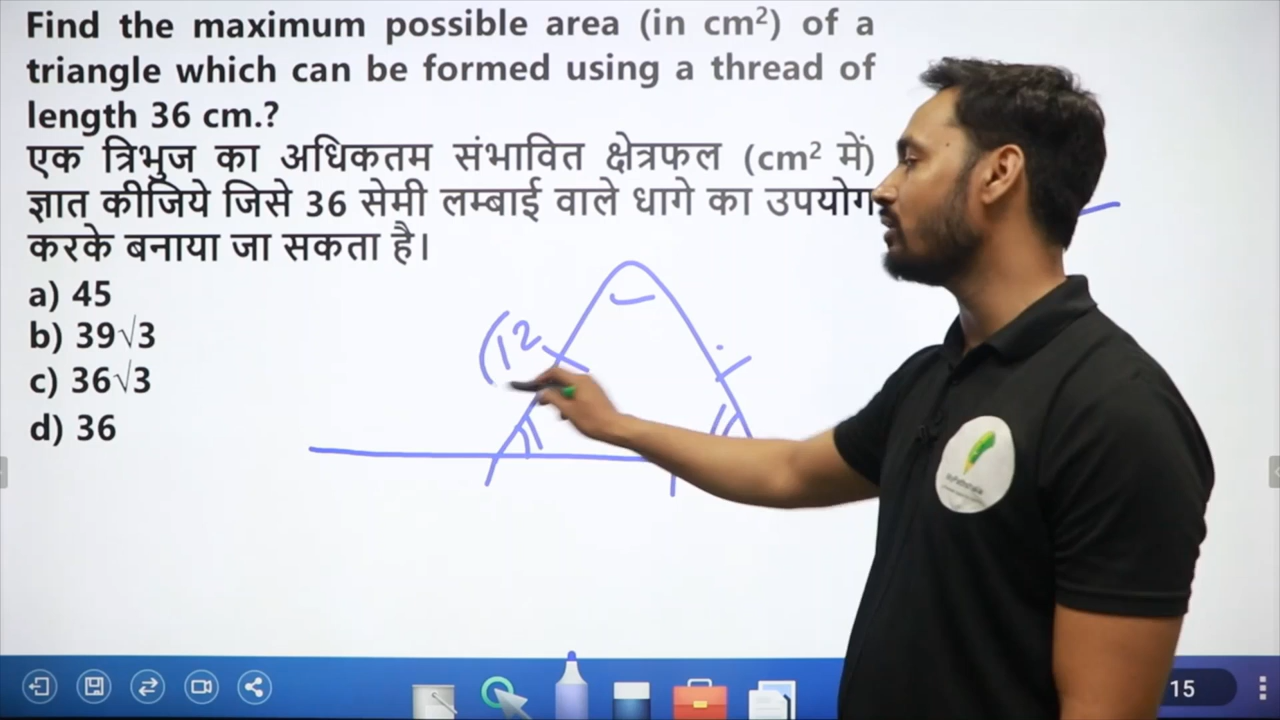 Find the maximum possible area (in cm²) of a
triangle which can be formed using a thread of
length 36 cm.?
एक त्रिभुज का अधिकतम संभावित क्षेत्रफल (cm² में)
ज्ञात कीजिये जिसे 36 सेमी लम्बाई वाले धागे का उपयोग
करके बनाया जा सकता है।
a) 45
b) 39√3
c) 36√3
d) 36
(12
15